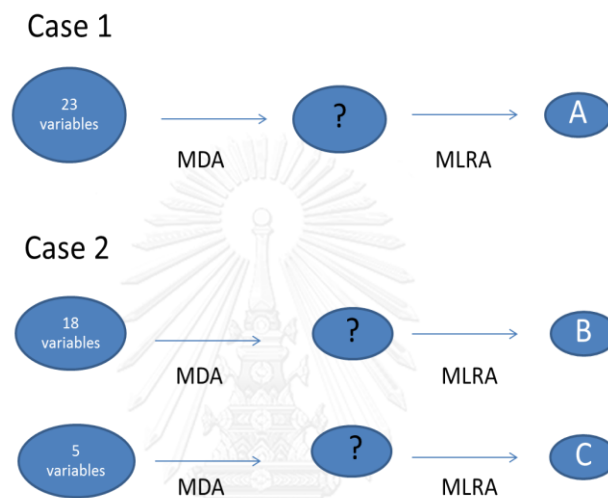 Case 1
23
variables
?
A
MDA
MLRA
Case 2
18
variables
?
B
MDA
MLRA
5
variables
?
C
MDA
MLRA